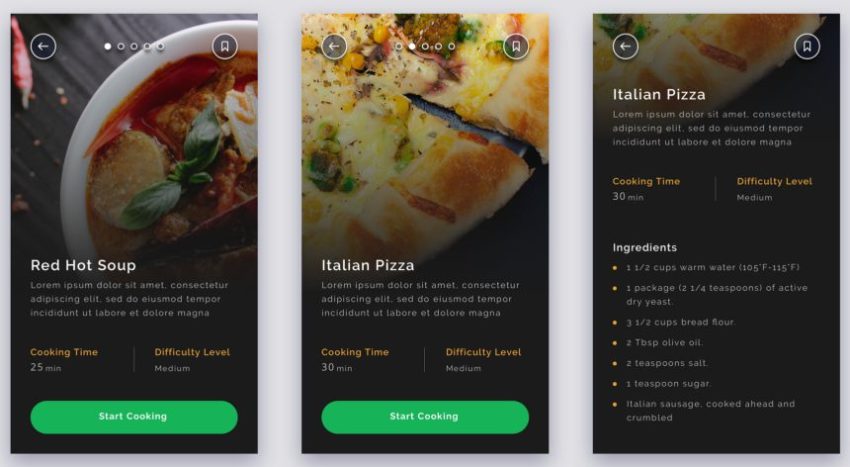 Red Hot Soup
Lorem ipsum dolor sit amet, consectetur
adipiscing elit, sed do eiusmod tempor
incididunt ut labore et dolore magna
Cooking Time
Difficulty Level
25 min
Medium
Start Cooking
Italian Pizza
Lorem ipsum dolor sit amet, consectetur
adipiscing elit, sed do eiusmod tempor
incididunt ut labore et dolore magna
Cooking Time
Difficulty Level
30 min
Medium
Start Cooking
Italian Pizza
Lorem ipsum dolor sit amet, consectetur
adipiscing elit, sed do eiusmod tempor
incididunt ut labore et dolore magna
Cooking Time
Difficulty Level
30 min
Medium
Ingredients
1 1/2 cups warm water (105°F-115°F)
1 package (2 1/4 teaspoons) of active
dry yeast.
3 1/2 cups bread flour.
2 Tbsp olive oil.
2 teaspoons salt.
1 teaspoon sugar.
Italian sausage, cooked ahead and
crumbled